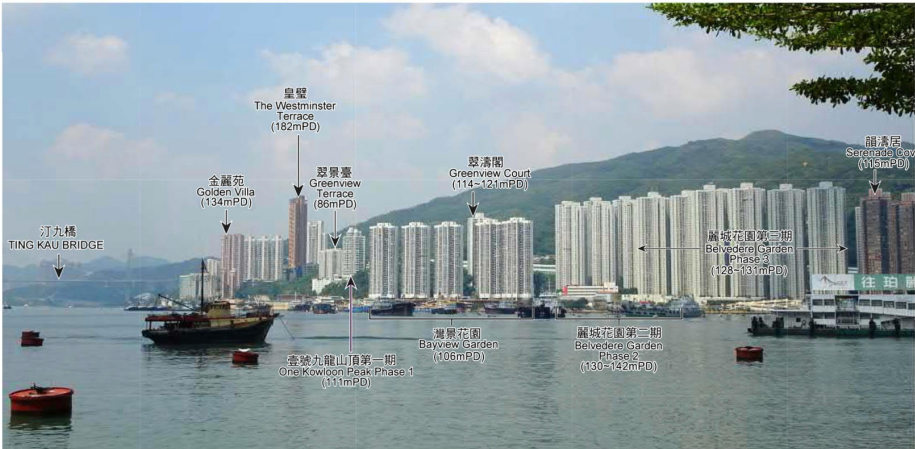 皇璧
The Westminster
Terrace
(182mPD)
金麗苑
Golden Villa
(134mPD)
翠景臺
Greenview
Terrace
(86mPD)
翠濤閣
Greenview Court
(114~121mPD)
韻濤居
Serenade Cov
(115mPD)
汀九橋
TING KAU BRIDGE
麗城花園第三期
Belvedere Garden
Phase 3
(128~131mPD)
往珀
壹號九龍山頂第一期
One Kowloon Peak Phase 1
(111mPD)
灣景花園
Bayview Garden
(106mPD)
麗城花園第二期
Belvedere Garden
Phase 2
(130~142mPD)